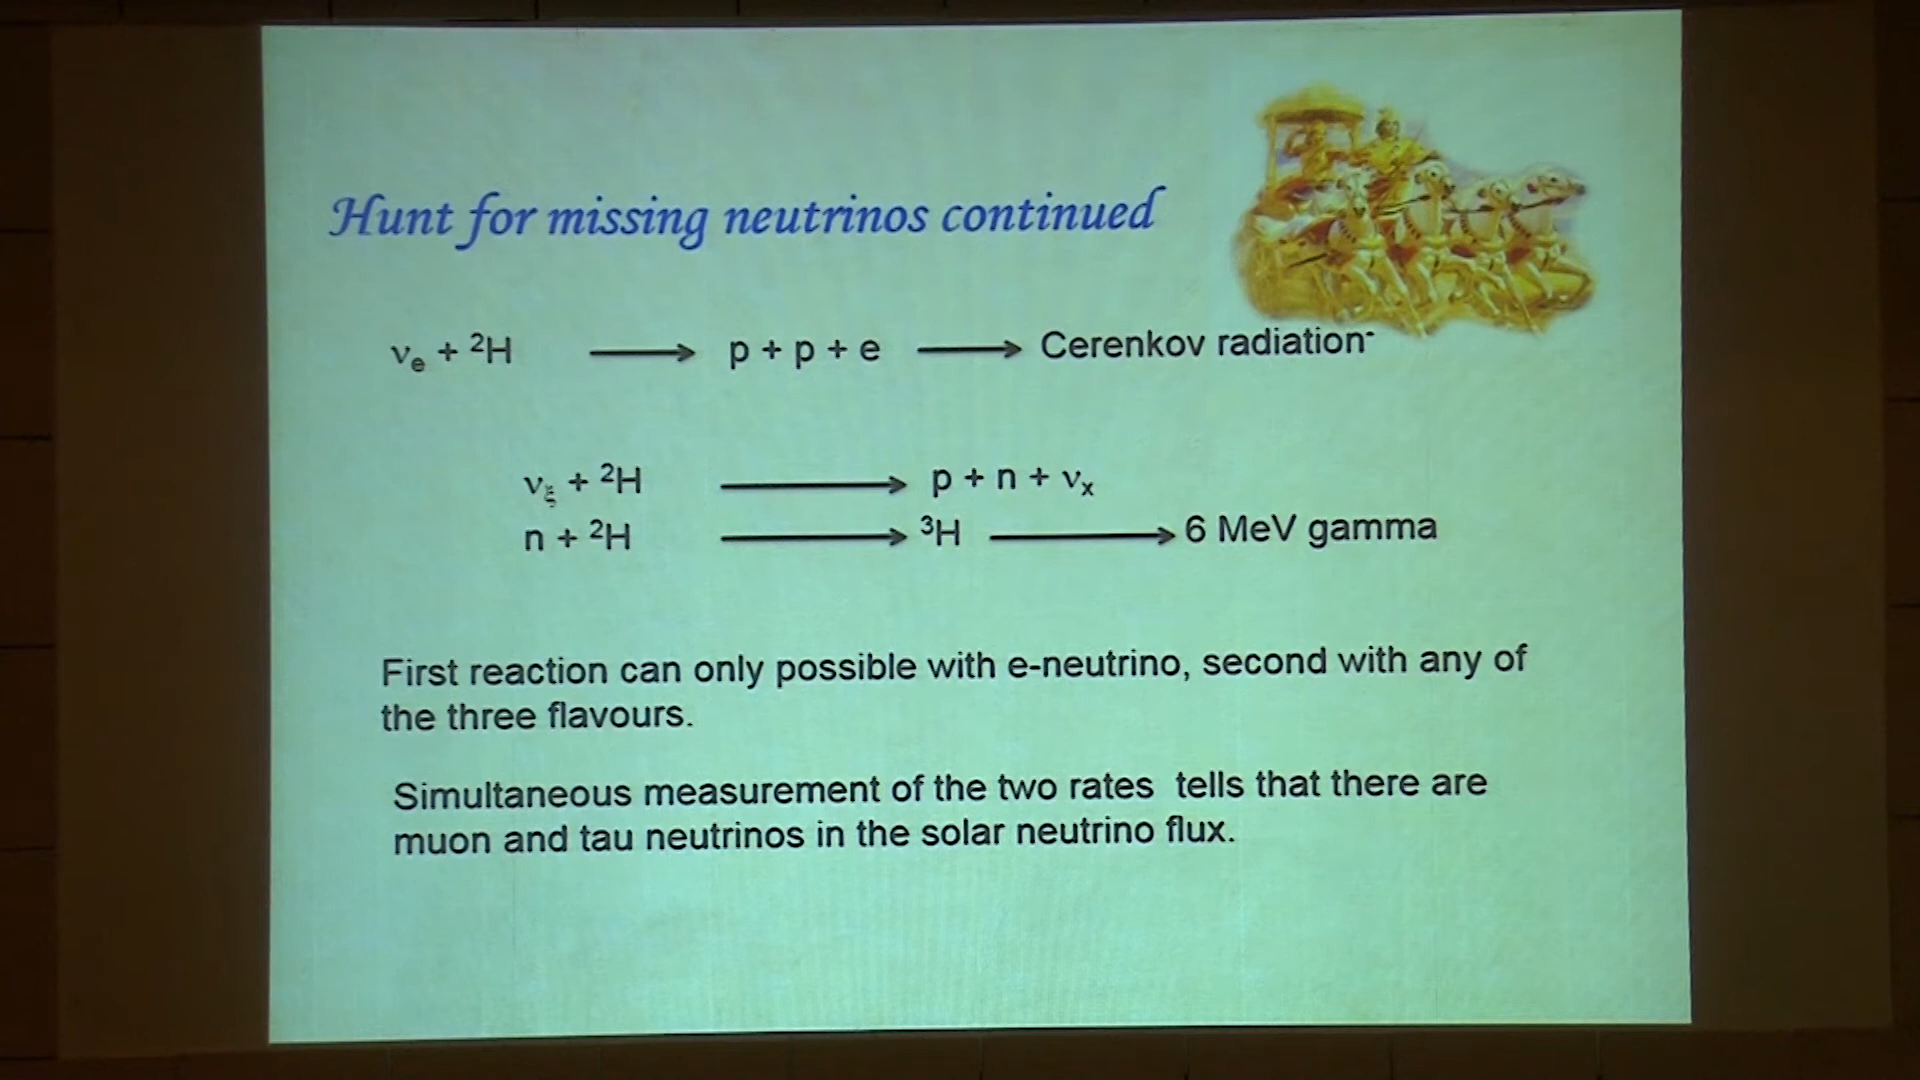 Hunt for missing neutrinos continued
νₑ + ²H ⟶ p + p + e ⟶ Cerenkov radiation⁻
ν_ξ + ²H ⟶ p + n + νₓ
n + ²H ⟶ ³H ⟶ 6 MeV gamma
First reaction can only possible with e-neutrino, second with any of
the three flavours.
Simultaneous measurement of the two rates tells that there are
muon and tau neutrinos in the solar neutrino flux.